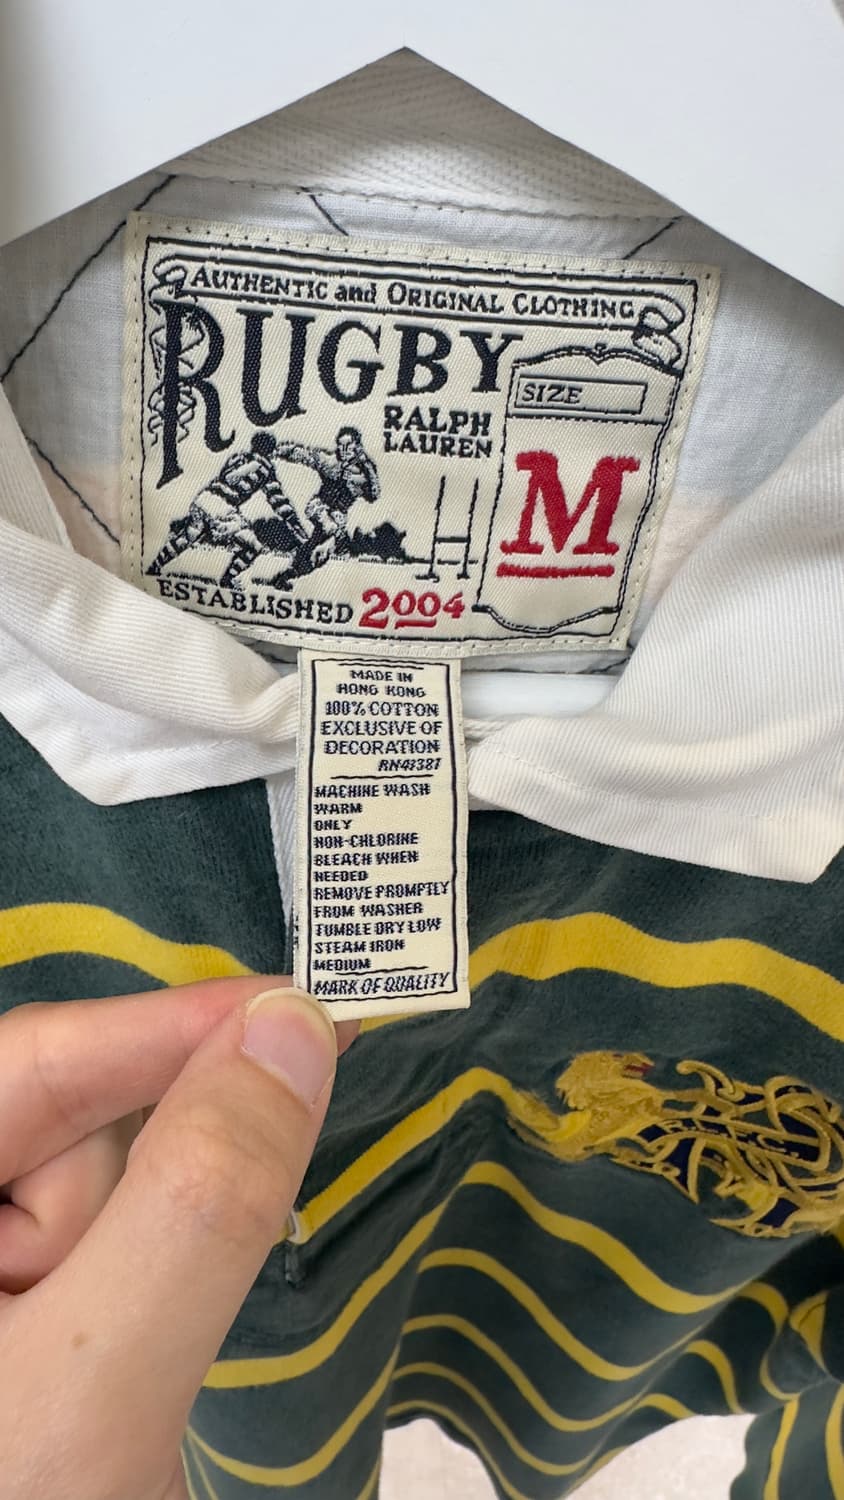 AUTHENTIC and ORIGINAL CLOTHING
RUGBY
RALPH
LAUREN
SIZE
M
ESTABLISHED 2004
MADE IN
HONG KONG
100% COTTON
EXCLUSIVE OF
DECORATION
RN41381
MACHINE WASH
WARM
ONLY
NON-CHLORINE
BLEACH WHEN
NEEDED
REMOVE PROMPTLY
FROM WASHER
TUMBLE DRY LOW
STEAM IRON
MEDIUM
MARK OF QUALITY